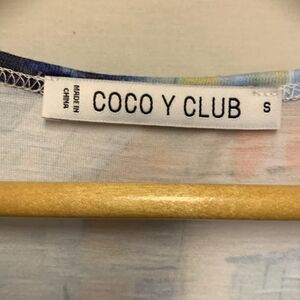 MADE IN
CHINA
COCO Y CLUB
S